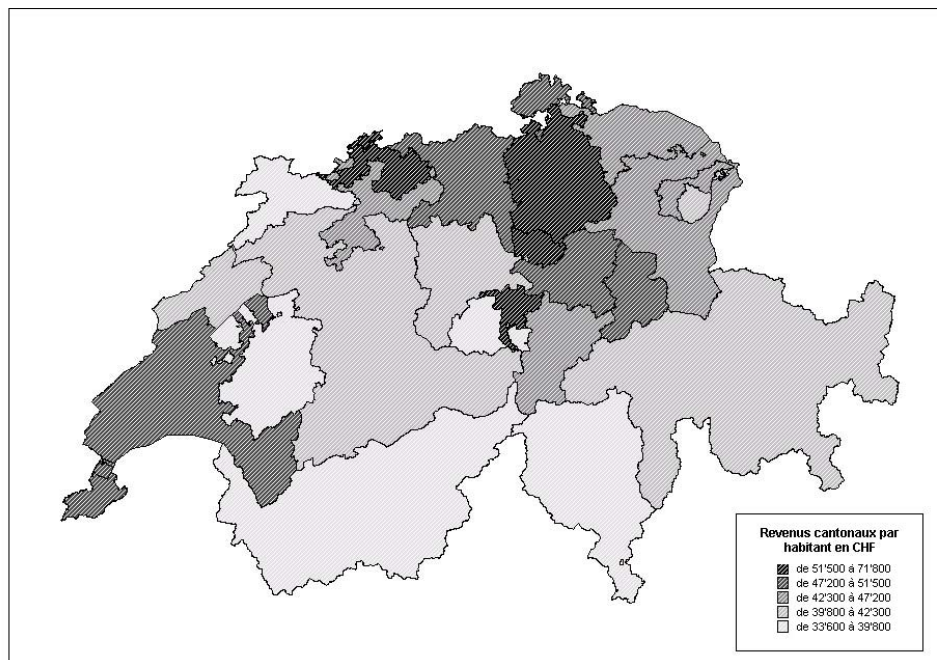 Revenus cantonaux par
habitant en CHF
de 51'500 à 71'800
de 47'200 à 51'500
de 42'300 à 47'200
de 39'800 à 42'300
de 33'600 à 39'800